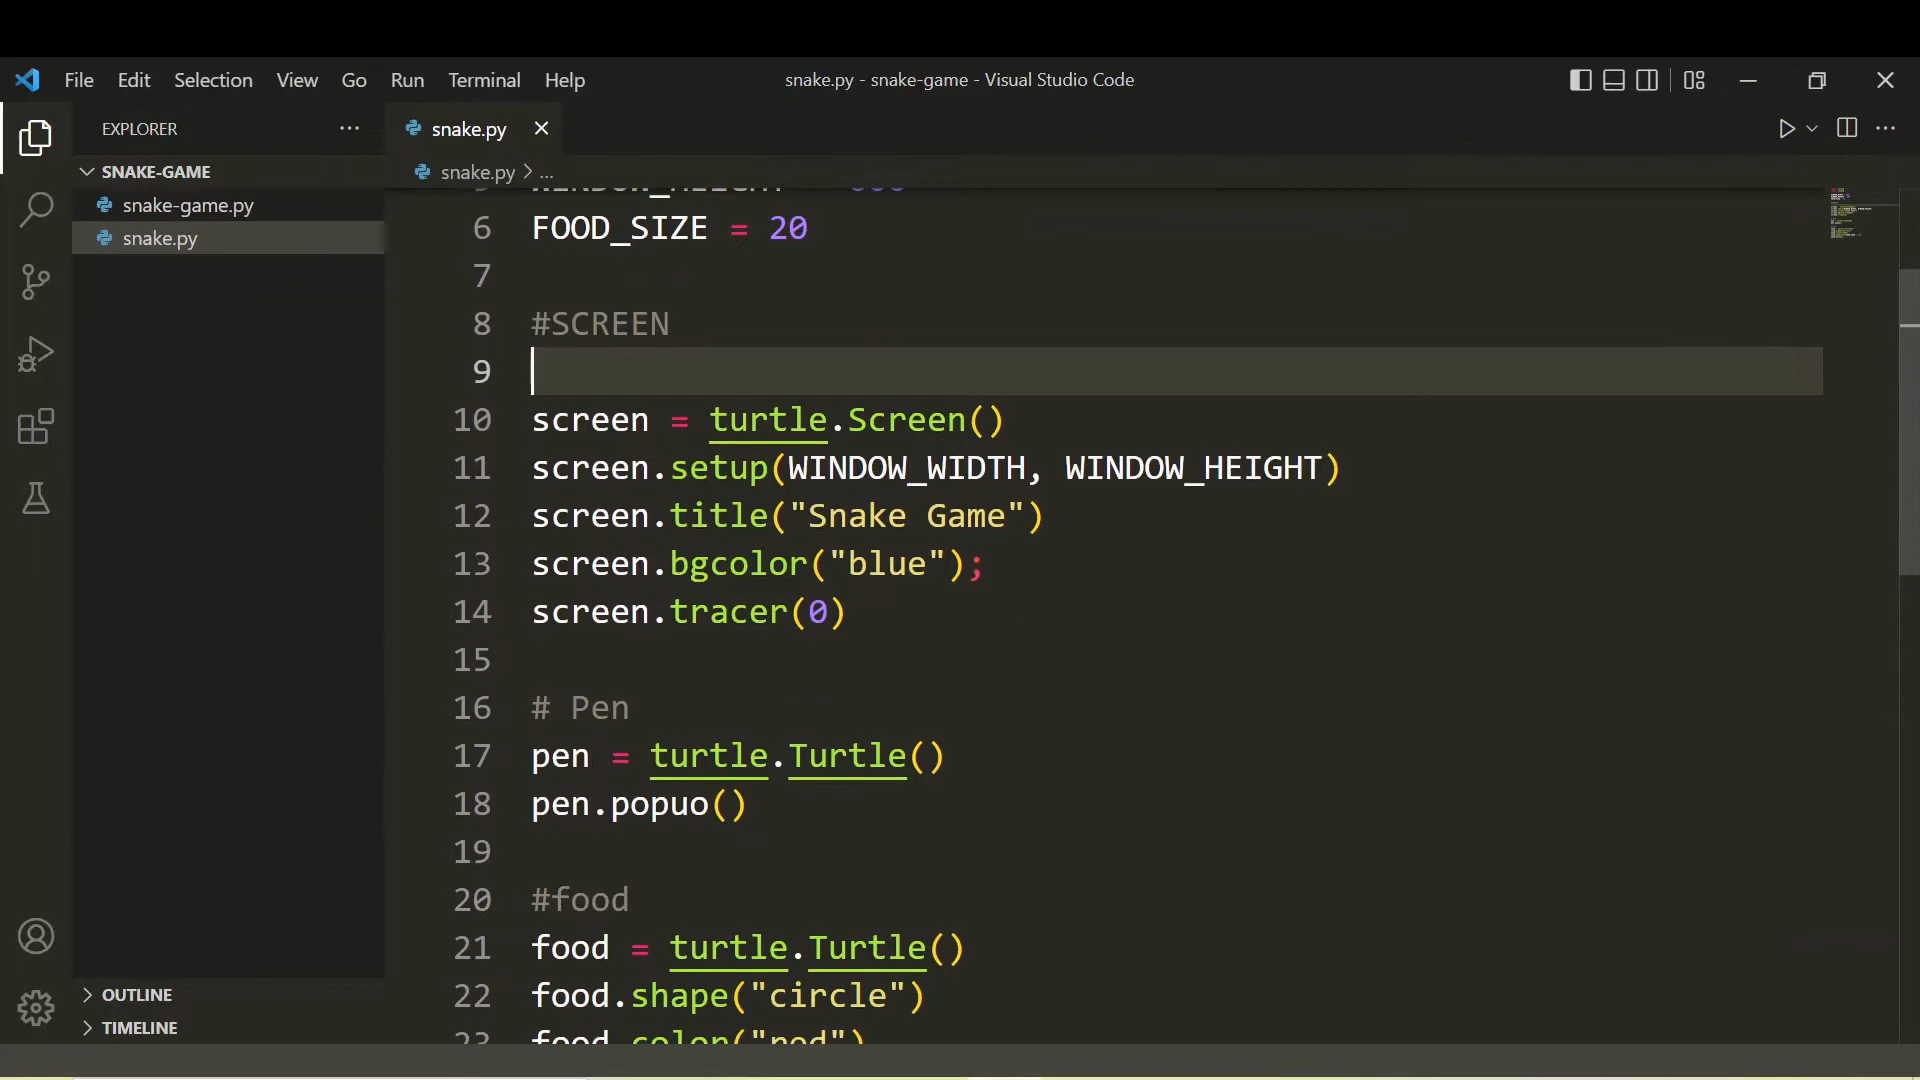 File Edit Selection View Go Run Terminal Help
snake.py - snake-game - Visual Studio Code
EXPLORER
snake.py
SNAKE-GAME
snake.py > ...
snake-game.py
snake.py
6 FOOD_SIZE = 20
7
8 #SCREEN
9
10 screen = turtle.Screen()
11 screen.setup(WINDOW_WIDTH, WINDOW_HEIGHT)
12 screen.title("Snake Game")
13 screen.bgcolor("blue");
14 screen.tracer(0)
15
16 # Pen
17 pen = turtle.Turtle()
18 pen.popuo()
19
20 #food
21 food = turtle.Turtle()
22 food.shape("circle")
23 food.color("red")
OUTLINE
TIMELINE